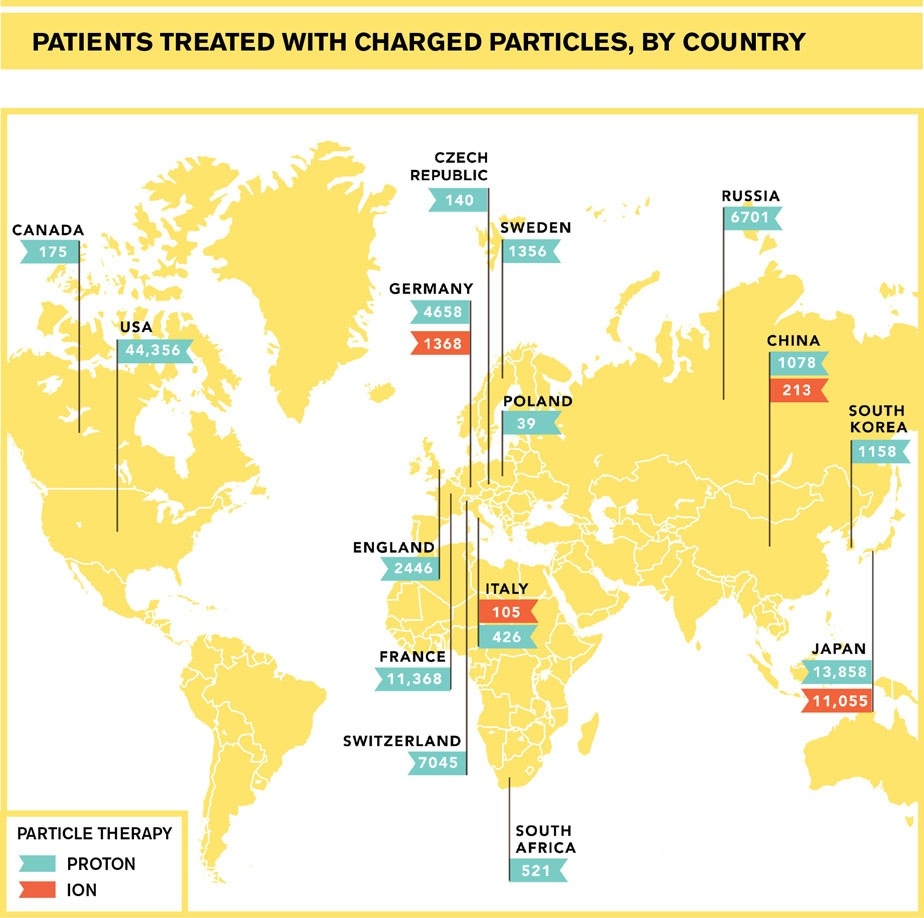 PATIENTS TREATED WITH CHARGED PARTICLES, BY COUNTRY
CZECH
REPUBLIC
140
RUSSIA
6701
CANADA
175
SWEDEN
1356
GERMANY
4658
1368
USA
44,356
CHINA
1078
213
POLAND
39
SOUTH
KOREA
1158
ENGLAND
2446
ITALY
105
426
FRANCE
11,368
JAPAN
13,858
11,055
SWITZERLAND
7045
SOUTH
AFRICA
521
PARTICLE THERAPY
PROTON
ION